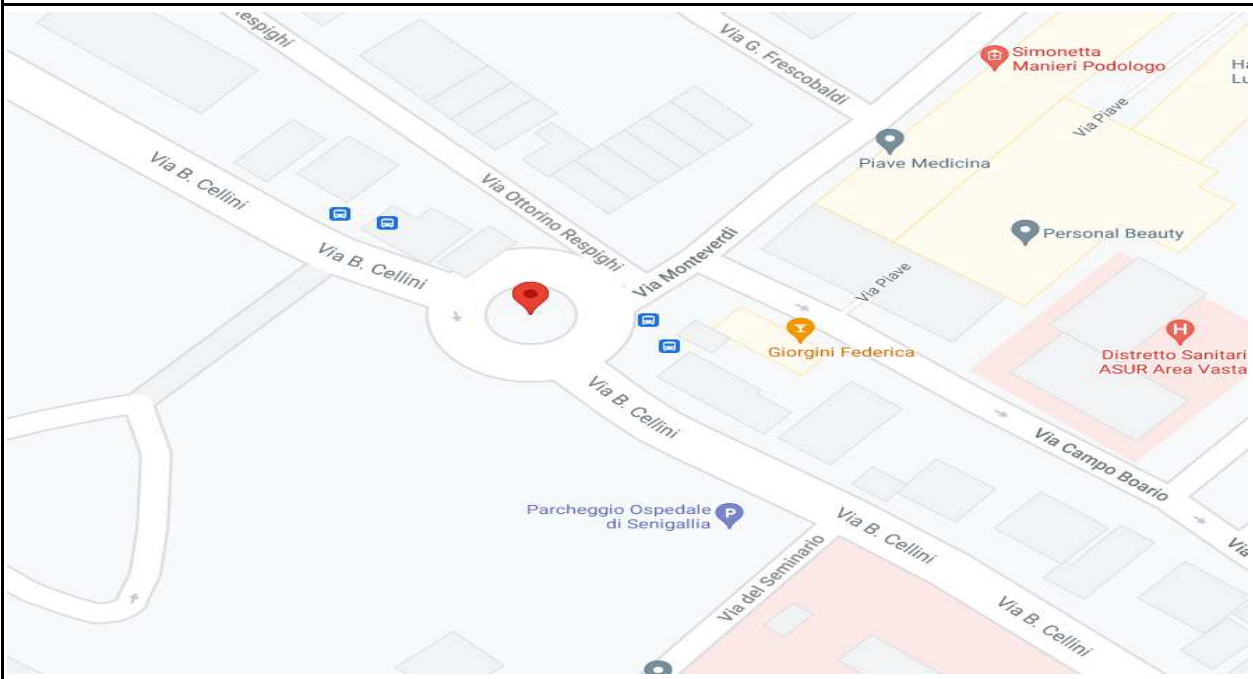 Respighi
Via G. Frescobaldi
Simonetta
Manieri Podologo
Via Piave
Piave Medicina
Via B. Cellini
Via Ottorino Respighi
Via Monteverdi
Personal Beauty
Via B. Cellini
Via Piave
Giorgini Federica
Distretto Sanitari
ASUR Area Vasta
Via B. Cellini
Via Campo Boario
Parcheggio Ospedale
di Senigallia
P
H
Via B. Cellini
Via
Via del Seminario
Via B. Cellini